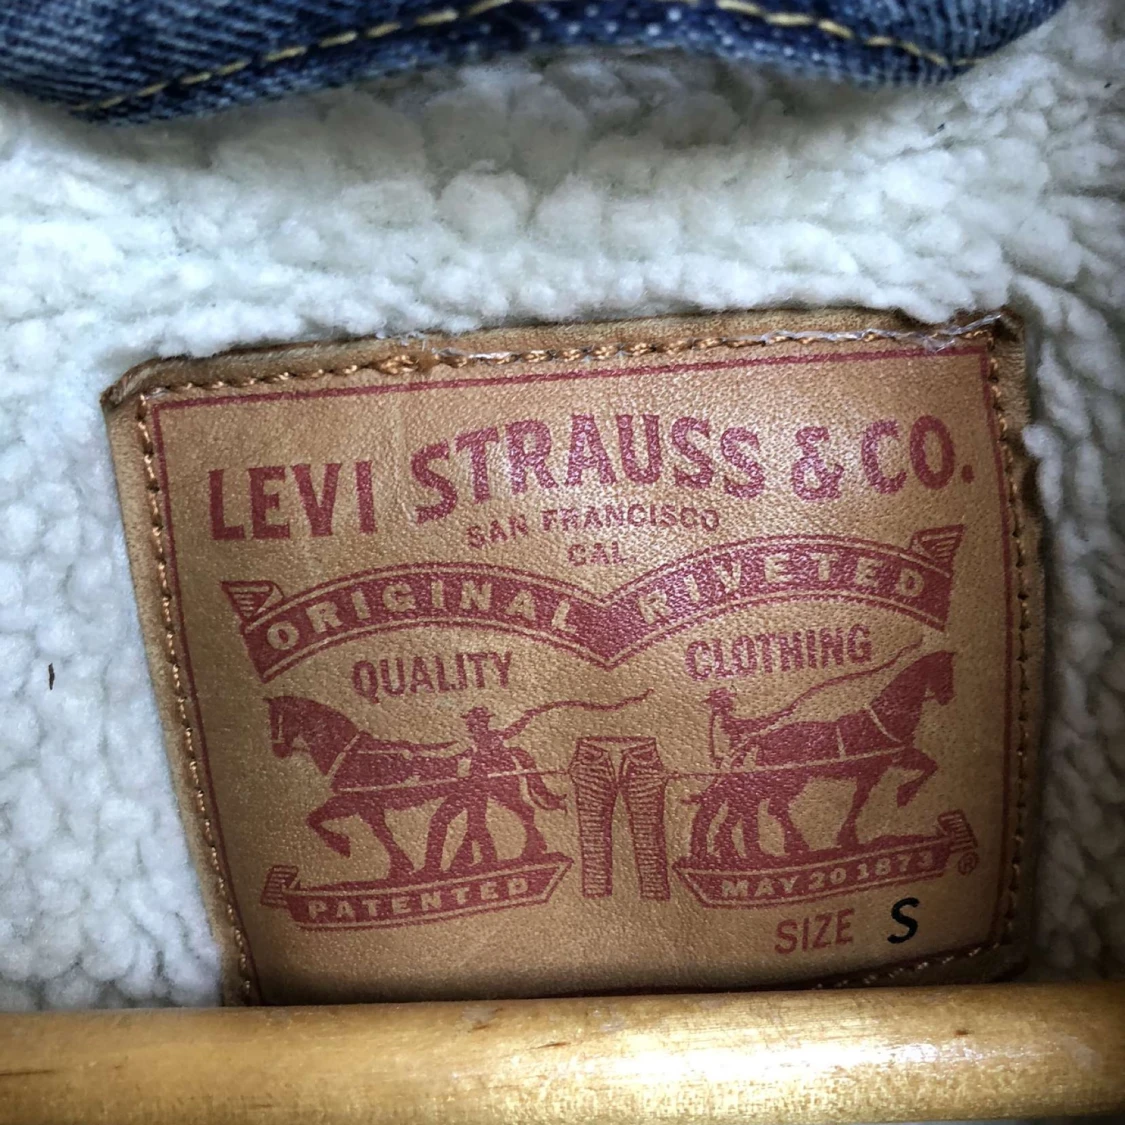 LEVI STRAUSS & CO.
SAN FRANCISCO
CAL
ORIGINAL RIVETED
QUALITY CLOTHING
PATENTED MAY 20 1873 ®
SIZE S